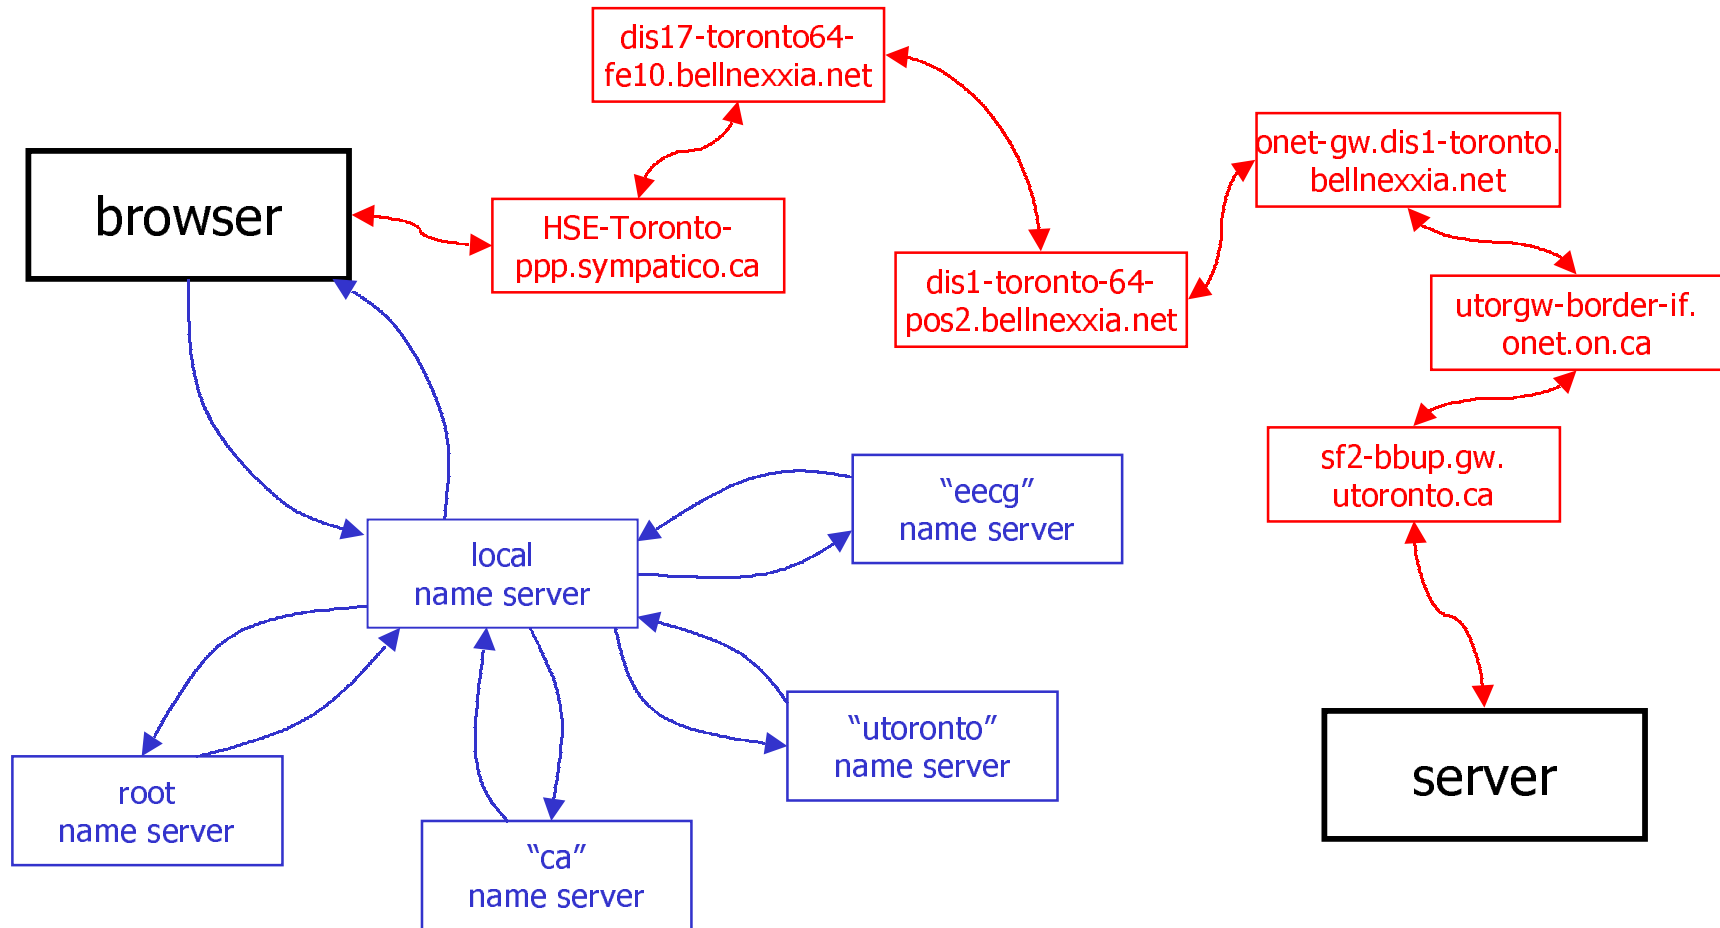 dis17-toronto64-
fe10.bellnexxia.net
onet-gw.dis1-toronto.
bellnexxia.net
browser
HSE-Toronto-
ppp.sympatico.ca
dis1-toronto-64-
pos2.bellnexxia.net
utorgw-border-if.
onet.on.ca
sf2-bbup.gw.
utoronto.ca
“eecg”
name server
local
name server
“utoronto”
name server
server
root
name server
“ca”
name server